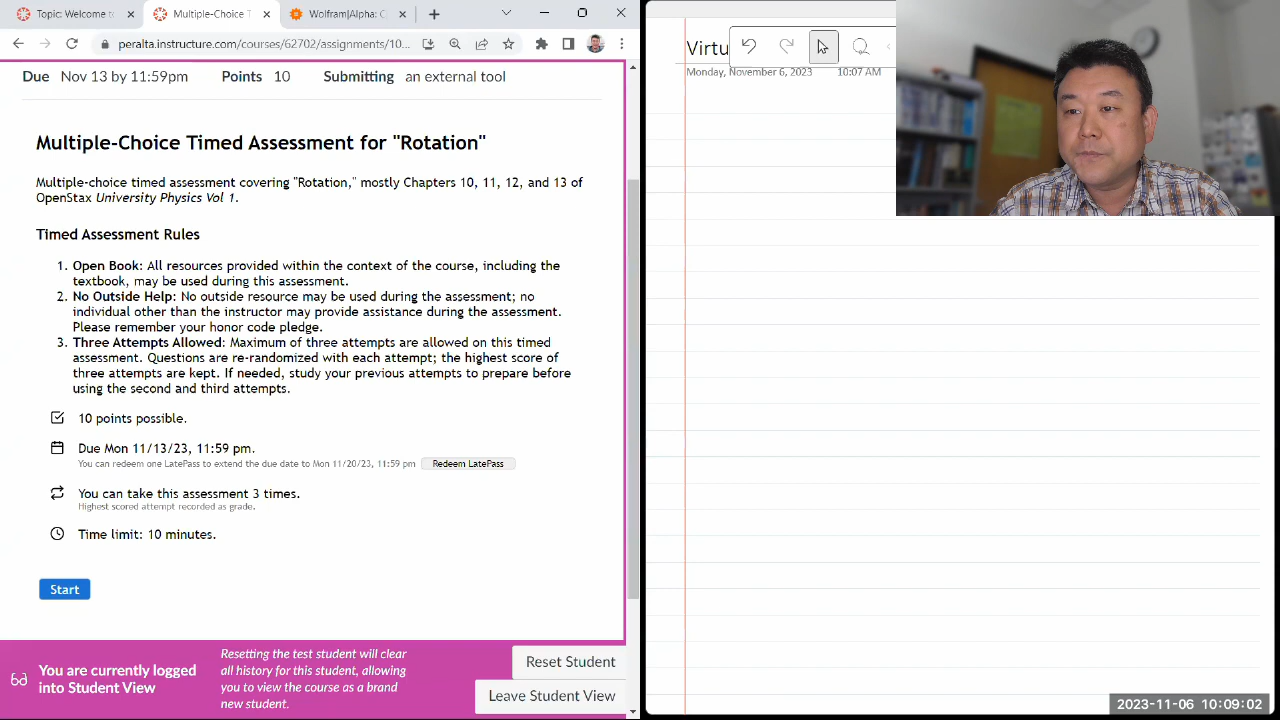 Topic: Welcome to
Multiple-Choice T
Wolfram|Alpha: C
peralta.instructure.com/courses/62702/assignments/10...
Due Nov 13 by 11:59pm Points 10 Submitting an external tool
Multiple-Choice Timed Assessment for "Rotation"
Multiple-choice timed assessment covering "Rotation," mostly Chapters 10, 11, 12, and 13 of
OpenStax University Physics Vol 1.
Timed Assessment Rules
1. Open Book: All resources provided within the context of the course, including the
textbook, may be used during this assessment.
2. No Outside Help: No outside resource may be used during the assessment; no
individual other than the instructor may provide assistance during the assessment.
Please remember your honor code pledge.
3. Three Attempts Allowed: Maximum of three attempts are allowed on this timed
assessment. Questions are re-randomized with each attempt; the highest score of
three attempts are kept. If needed, study your previous attempts to prepare before
using the second and third attempts.
10 points possible.
Due Mon 11/13/23, 11:59 pm.
You can redeem one LatePass to extend the due date to Mon 11/20/23, 11:59 pm Redeem LatePass
You can take this assessment 3 times.
Highest scored attempt recorded as grade.
Time limit: 10 minutes.
Start
You are currently logged
into Student View
Resetting the test student will clear
all history for this student, allowing
you to view the course as a brand
new student.
Reset Student
Leave Student View
Virtu
Monday, November 6, 2023 10:07 AM
2023-11-06 10:09:02